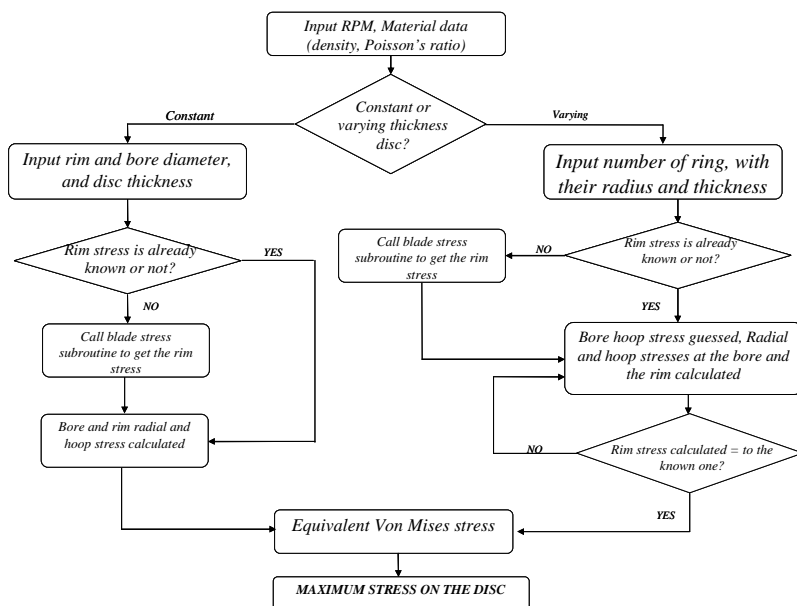 Input RPM, Material data
(density, Poisson's ratio)
Constant or
varying thickness
disc?
Constant
Varying
Input rim and bore diameter,
and disc thickness
Input number of ring, with
their radius and thickness
Rim stress is already
known or not?
YES
NO
Call blade stress
subroutine to get the rim
stress
Bore and rim radial and
hoop stress calculated
Call blade stress
subroutine to get the rim
stress
NO
Rim stress is already
known or not?
YES
Bore hoop stress guessed, Radial
and hoop stresses at the bore and
the rim calculated
NO
Rim stress calculated = to the
known one?
YES
Equivalent Von Mises stress
MAXIMUM STRESS ON THE DISC